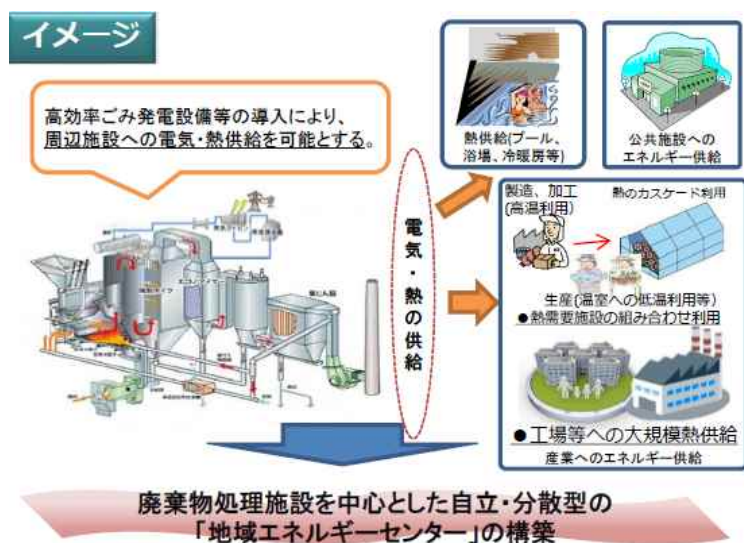 イメージ
高効率ごみ発電設備等の導入により、
周辺施設への電気・熱供給を可能とする。
電気・熱の供給
熱供給(プール、
浴場、冷暖房等)
公共施設への
エネルギー供給
製造、加工
(高温利用)
熱のカスケード利用
生産(温室への低温利用等)
●熱需要施設の組み合わせ利用
●工場等への大規模熱供給
産業へのエネルギー供給
廃棄物処理施設を中心とした自立・分散型の
「地域エネルギーセンター」の構築